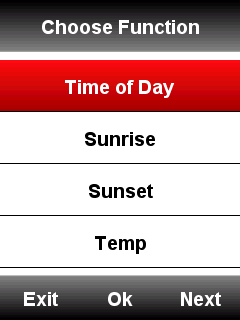 Choose Function
Time of Day
Sunrise
Sunset
Temp
Exit Ok Next